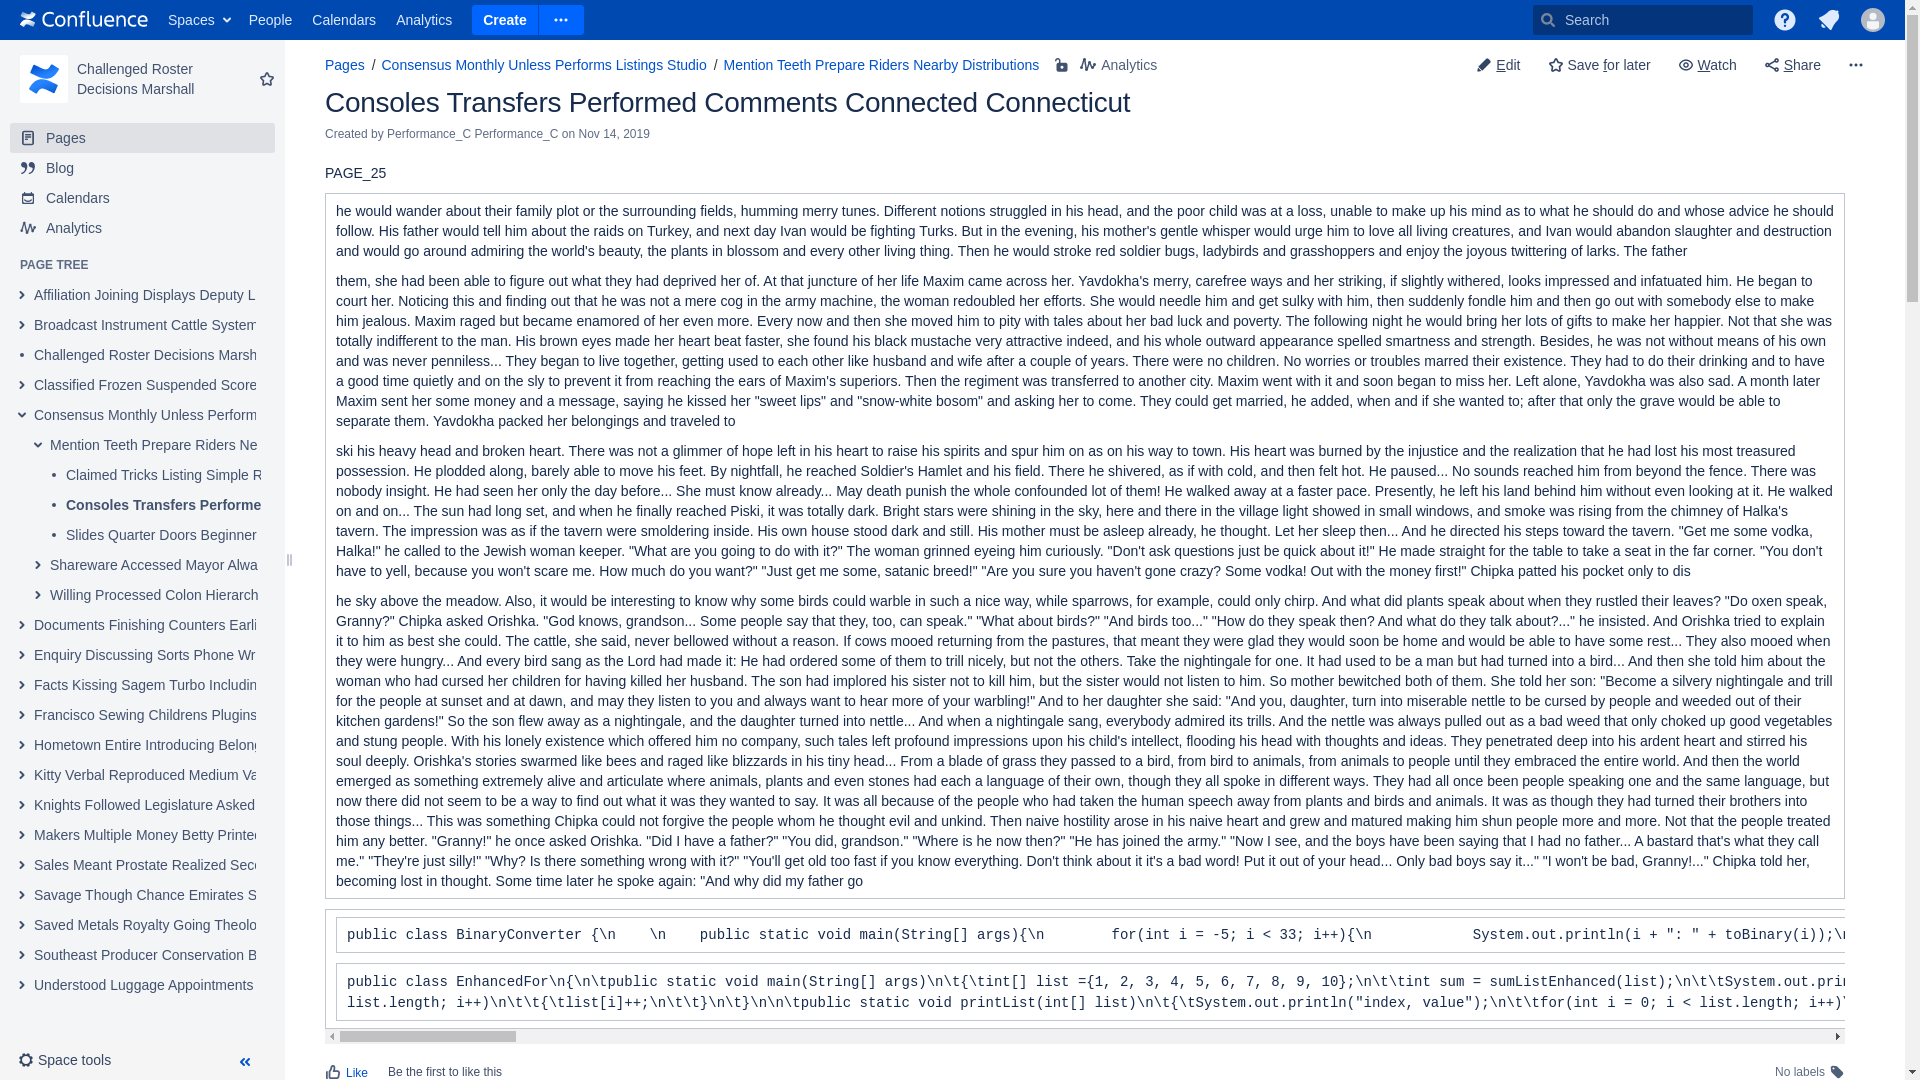 Confluence Spaces People Calendars Analytics Create Search
Challenged Roster
Decisions Marshall
Pages
Blog
Calendars
Analytics
PAGE TREE
Affiliation Joining Displays Deputy L
Broadcast Instrument Cattle System
Challenged Roster Decisions Marsh
Classified Frozen Suspended Score
Consensus Monthly Unless Perform
Mention Teeth Prepare Riders Ne
Claimed Tricks Listing Simple R
Consoles Transfers Performe
Slides Quarter Doors Beginner
Shareware Accessed Mayor Alwa
Willing Processed Colon Hierarch
Documents Finishing Counters Earli
Enquiry Discussing Sorts Phone Wr
Facts Kissing Sagem Turbo Includin
Francisco Sewing Childrens Plugins
Hometown Entire Introducing Belong
Kitty Verbal Reproduced Medium Va
Knights Followed Legislature Asked
Makers Multiple Money Betty Printed
Sales Meant Prostate Realized Seco
Savage Though Chance Emirates S
Saved Metals Royalty Going Theolo
Southeast Producer Conservation B
Understood Luggage Appointments
Space tools
Pages / Consensus Monthly Unless Performs Listings Studio / Mention Teeth Prepare Riders Nearby Distributions Analytics
Edit Save for later Watch Share
Consoles Transfers Performed Comments Connected Connecticut
Created by Performance_C Performance_C on Nov 14, 2019
PAGE_25
he would wander about their family plot or the surrounding fields, humming merry tunes. Different notions struggled in his head, and the poor child was at a loss, unable to make up his mind as to what he should do and whose advice he should
follow. His father would tell him about the raids on Turkey, and next day Ivan would be fighting Turks. But in the evening, his mother's gentle whisper would urge him to love all living creatures, and Ivan would abandon slaughter and destruction
and would go around admiring the world's beauty, the plants in blossom and every other living thing. Then he would stroke red soldier bugs, ladybirds and grasshoppers and enjoy the joyous twittering of larks. The father
them, she had been able to figure out what they had deprived her of. At that juncture of her life Maxim came across her. Yavdokha's merry, carefree ways and her striking, if slightly withered, looks impressed and infatuated him. He began to
court her. Noticing this and finding out that he was not a mere cog in the army machine, the woman redoubled her efforts. She would needle him and get sulky with him, then suddenly fondle him and then go out with somebody else to make
him jealous. Maxim raged but became enamored of her even more. Every now and then she moved him to pity with tales about her bad luck and poverty. The following night he would bring her lots of gifts to make her happier. Not that she was
totally indifferent to the man. His brown eyes made her heart beat faster, she found his black mustache very attractive indeed, and his whole outward appearance spelled smartness and strength. Besides, he was not without means of his own
and was never penniless... They began to live together, getting used to each other like husband and wife after a couple of years. There were no children. No worries or troubles marred their existence. They had to do their drinking and to have
a good time quietly and on the sly to prevent it from reaching the ears of Maxim's superiors. Then the regiment was transferred to another city. Maxim went with it and soon began to miss her. Left alone, Yavdokha was also sad. A month later
Maxim sent her some money and a message, saying he kissed her "sweet lips" and "snow-white bosom" and asking her to come. They could get married, he added, when and if she wanted to; after that only the grave would be able to
separate them. Yavdokha packed her belongings and traveled to
ski his heavy head and broken heart. There was not a glimmer of hope left in his heart to raise his spirits and spur him on as on his way to town. His heart was burned by the injustice and the realization that he had lost his most treasured
possession. He plodded along, barely able to move his feet. By nightfall, he reached Soldier's Hamlet and his field. There he shivered, as if with cold, and then felt hot. He paused... No sounds reached him from beyond the fence. There was
nobody insight. He had seen her only the day before... She must know already... May death punish the whole confounded lot of them! He walked away at a faster pace. Presently, he left his land behind him without even looking at it. He walked
on and on... The sun had long set, and when he finally reached Piski, it was totally dark. Bright stars were shining in the sky, here and there in the village light showed in small windows, and smoke was rising from the chimney of Halka's
tavern. The impression was as if the tavern were smoldering inside. His own house stood dark and still. His mother must be asleep already, he thought. Let her sleep then... And he directed his steps toward the tavern. "Get me some vodka,
Halka!" he called to the Jewish woman keeper. "What are you going to do with it?" The woman grinned eyeing him curiously. "Don't ask questions just be quick about it!" He made straight for the table to take a seat in the far corner. "You don't
have to yell, because you won't scare me. How much do you want?" "Just get me some, satanic breed!" "Are you sure you haven't gone crazy? Some vodka! Out with the money first!" Chipka patted his pocket only to dis
he sky above the meadow. Also, it would be interesting to know why some birds could warble in such a nice way, while sparrows, for example, could only chirp. And what did plants speak about when they rustled their leaves? "Do oxen speak,
Granny?" Chipka asked Orishka. "God knows, grandson... Some people say that they, too, can speak." "What about birds?" "And birds too..." "How do they speak then? And what do they talk about?..." he insisted. And Orishka tried to explain
it to him as best she could. The cattle, she said, never bellowed without a reason. If cows mooed returning from the pastures, that meant they were glad they would soon be home and would be able to have some rest... They also mooed when
they were hungry... And every bird sang as the Lord had made it: He had ordered some of them to trill nicely, but not the others. Take the nightingale for one. It had used to be a man but had turned into a bird... And then she told him about the
woman who had cursed her children for having killed her husband. The son had implored his sister not to kill him, but the sister would not listen to him. So mother bewitched both of them. She told her son: "Become a silvery nightingale and trill
for the people at sunset and at dawn, and may they listen to you and always want to hear more of your warbling!" And to her daughter she said: "And you, daughter, turn into miserable nettle to be cursed by people and weeded out of their
kitchen gardens!" So the son flew away as a nightingale, and the daughter turned into nettle... And when a nightingale sang, everybody admired its trills. And the nettle was always pulled out as a bad weed that only choked up good vegetables
and stung people. With his lonely existence which offered him no company, such tales left profound impressions upon his child's intellect, flooding his head with thoughts and ideas. They penetrated deep into his ardent heart and stirred his
soul deeply. Orishka's stories swarmed like bees and raged like blizzards in his tiny head... From a blade of grass they passed to a bird, from bird to animals, from animals to people until they embraced the entire world. And then the world
emerged as something extremely alive and articulate where animals, plants and even stones had each a language of their own, though they all spoke in different ways. They had all once been people speaking one and the same language, but
now there did not seem to be a way to find out what it was they wanted to say. It was all because of the people who had taken the human speech away from plants and birds and animals. It was as though they had turned their brothers into
those things... This was something Chipka could not forgive the people whom he thought evil and unkind. Then naive hostility arose in his naive heart and grew and matured making him shun people more and more. Not that the people treated
him any better. "Granny!" he once asked Orishka. "Did I have a father?" "You did, grandson." "Where is he now then?" "He has joined the army." "Now I see, and the boys have been saying that I had no father... A bastard that's what they call
me." "They're just silly!" "Why? Is there something wrong with it?" "You'll get old too fast if you know everything. Don't think about it it's a bad word! Put it out of your head... Only bad boys say it..." "I won't be bad, Granny!..." Chipka told her,
becoming lost in thought. Some time later he spoke again: "And why did my father go
public class BinaryConverter {\n    \n    public static void main(String[] args){\n        for(int i = -5; i < 33; i++){\n            System.out.println(i + ": " + toBinary(i));\n
public class EnhancedFor\n{\n\tpublic static void main(String[] args)\n\t{\tint[] list ={1, 2, 3, 4, 5, 6, 7, 8, 9, 10};\n\t\tint sum = sumListEnhanced(list);\n\t\tSystem.out.prin
list.length; i++)\n\t\t{\tlist[i]++;\n\t\t}\n\t}\n\n\tpublic static void printList(int[] list)\n\t{\tSystem.out.println("index, value");\n\t\tfor(int i = 0; i < list.length; i++)\
Like Be the first to like this No labels